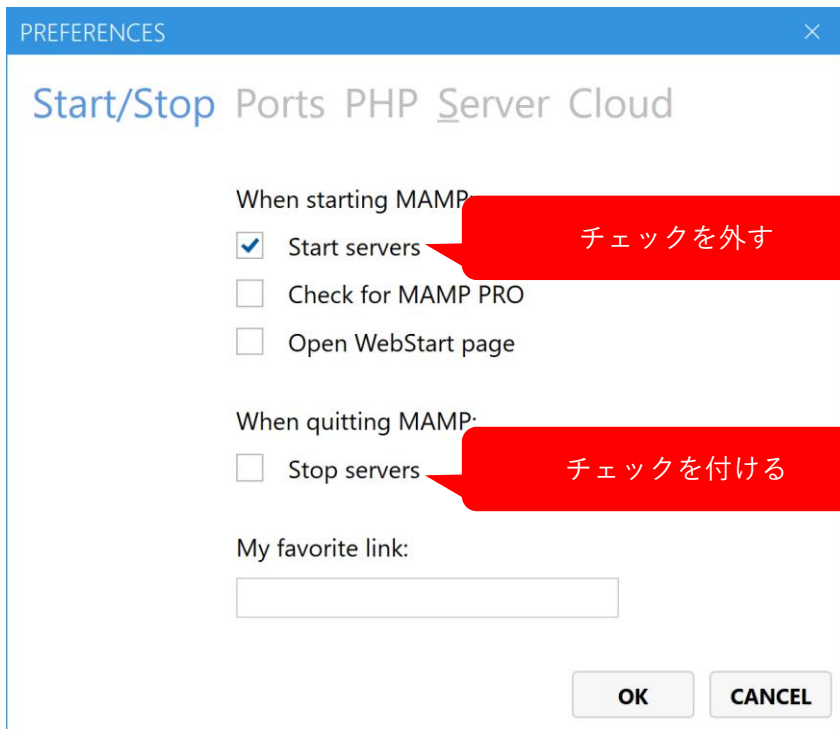 PREFERENCES
Start/Stop Ports PHP Server Cloud
When starting MAMP:
Start servers
チェックを外す
Check for MAMP PRO
Open WebStart page
When quitting MAMP:
Stop servers
チェックを付ける
My favorite link:
OK CANCEL